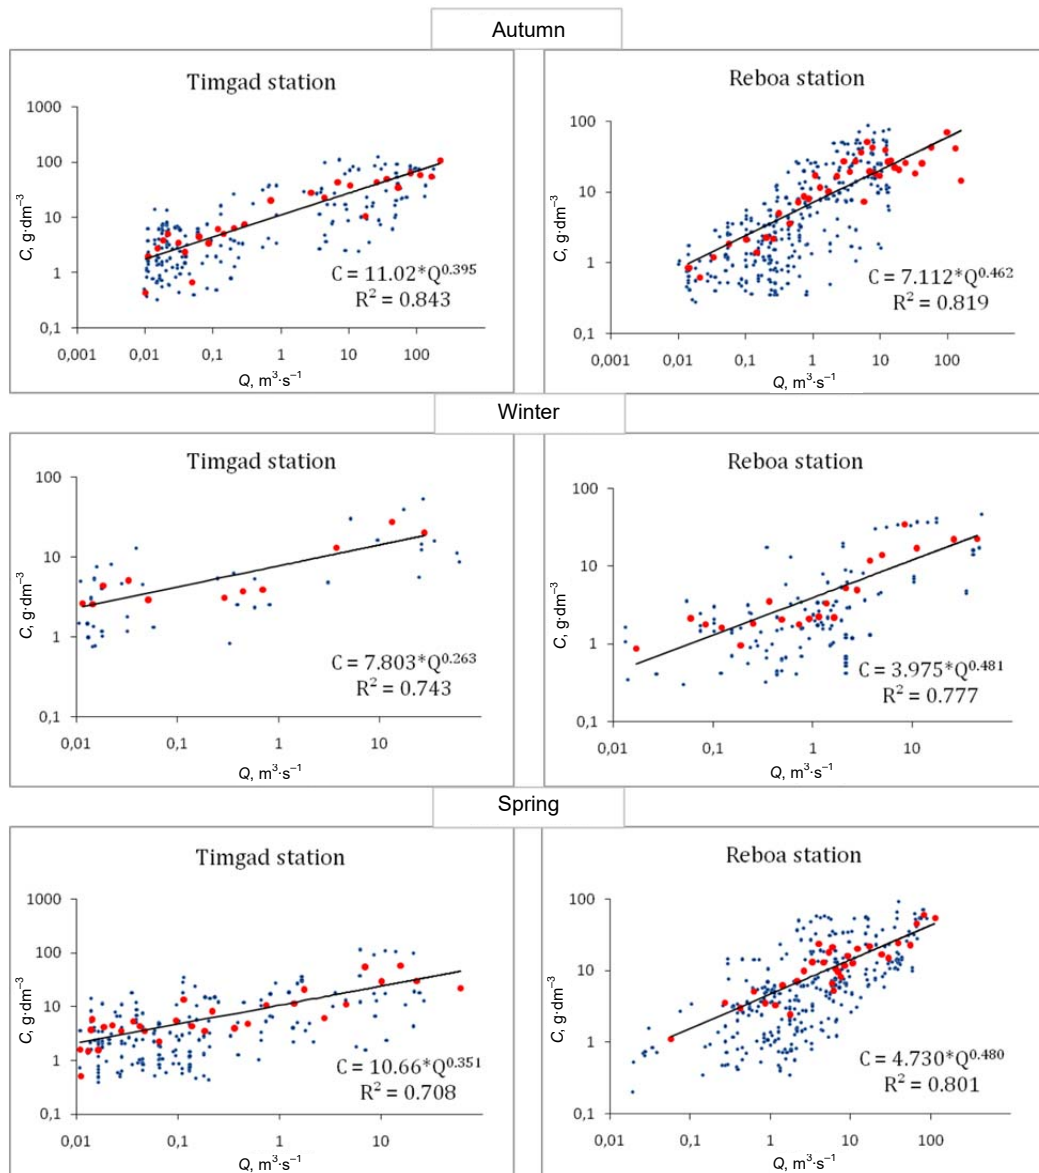 Autumn
Timgad station
1000
100
10
1
0,1
0,001
0,01
0,1
1
10
100
C, g·dm⁻³
Q, m³·s⁻¹
C = 11.02*Q^0.395
R² = 0.843
Reboa station
100
10
1
0,1
0,001
0,01
0,1
1
10
100
C, g·dm⁻³
Q, m³·s⁻¹
C = 7.112*Q^0.462
R² = 0.819
Winter
Timgad station
100
10
1
0,1
0,01
0,1
1
10
C, g·dm⁻³
Q, m³·s⁻¹
C = 7.803*Q^0.263
R² = 0.743
Reboa station
100
10
1
0,1
0,01
0,1
1
10
C, g·dm⁻³
Q, m³·s⁻¹
C = 3.975*Q^0.481
R² = 0.777
Spring
Timgad station
1000
100
10
1
0,1
0,01
0,1
1
10
C, g·dm⁻³
Q, m³·s⁻¹
C = 10.66*Q^0.351
R² = 0.708
Reboa station
100
10
1
0,1
0,01
0,1
1
10
100
C, g·dm⁻³
Q, m³·s⁻¹
C = 4.730*Q^0.480
R² = 0.801